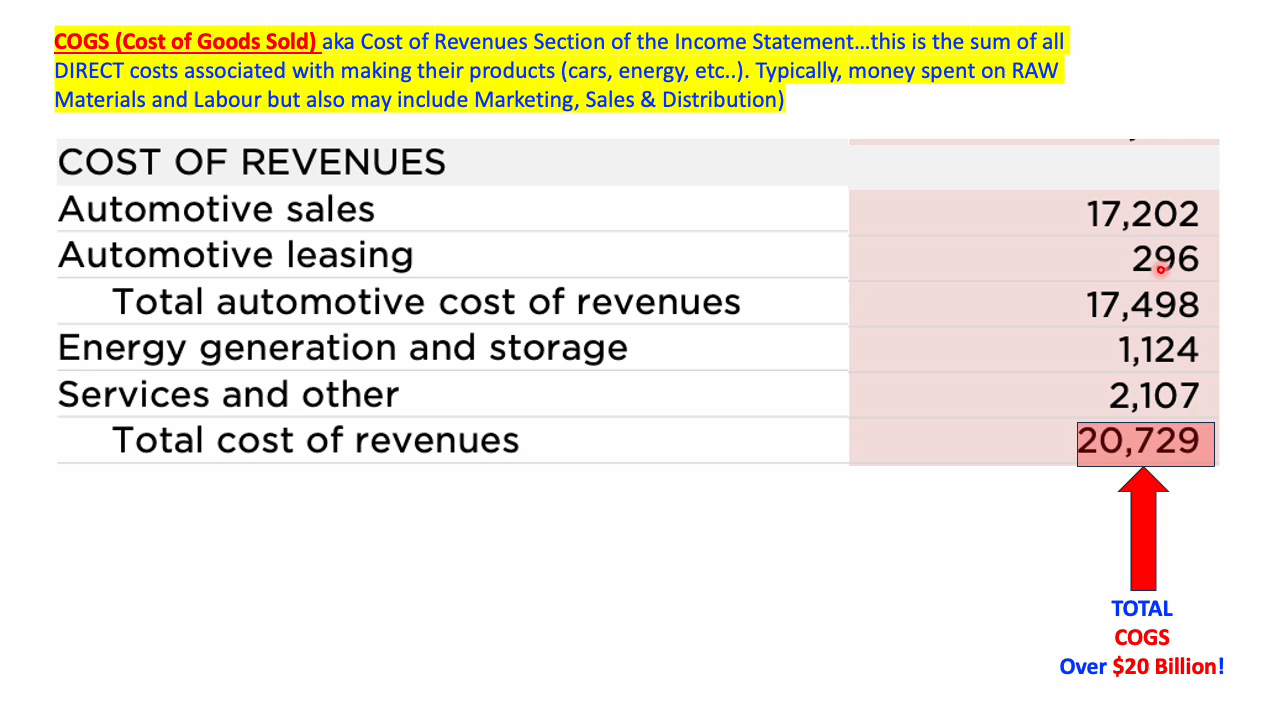 COGS (Cost of Goods Sold) aka Cost of Revenues Section of the Income Statement...this is the sum of all
DIRECT costs associated with making their products (cars, energy, etc..). Typically, money spent on RAW
Materials and Labour but also may include Marketing, Sales & Distribution)
COST OF REVENUES
Automotive sales 17,202
Automotive leasing 296
Total automotive cost of revenues 17,498
Energy generation and storage 1,124
Services and other 2,107
Total cost of revenues 20,729
TOTAL
COGS
Over $20 Billion!